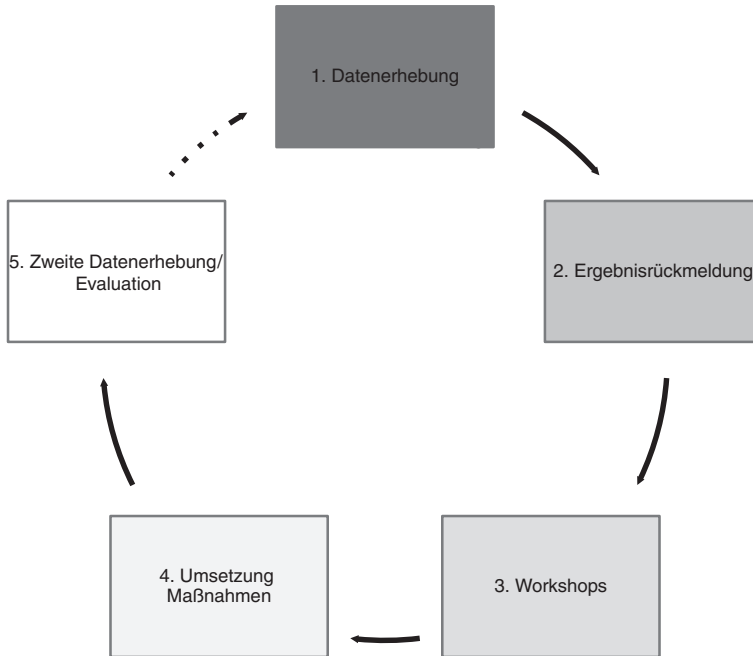 1. Datenerhebung
2. Ergebnisrückmeldung
3. Workshops
4. Umsetzung
Maßnahmen
5. Zweite Datenerhebung/
Evaluation